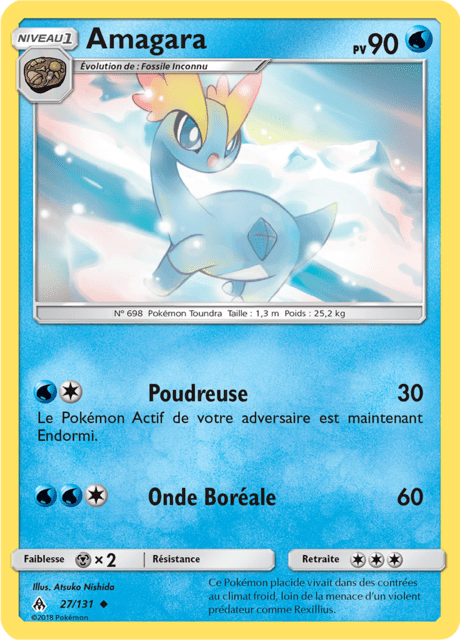 NIVEAU 1
Amagara
PV 90
Évolution de : Fossile Inconnu
N° 698 Pokémon Toundra Taille : 1,3 m Poids : 25,2 kg
Poudreuse 30
Le Pokémon Actif de votre adversaire est maintenant
Endormi.
Onde Boréale 60
Faiblesse × 2 Résistance Retraite
Illus. Atsuko Nishida
27/131
©2018 Pokémon
Ce Pokémon placide vivait dans des contrées
au climat froid, loin de la menace d'un violent
prédateur comme Rexillius.